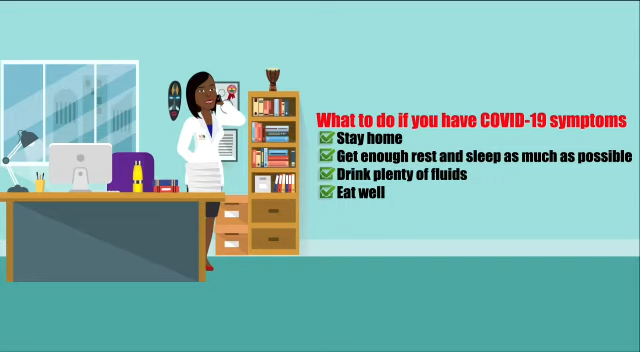 What to do if you have COVID-19 symptoms
Stay home
Get enough rest and sleep as much as possible
Drink plenty of fluids
Eat well